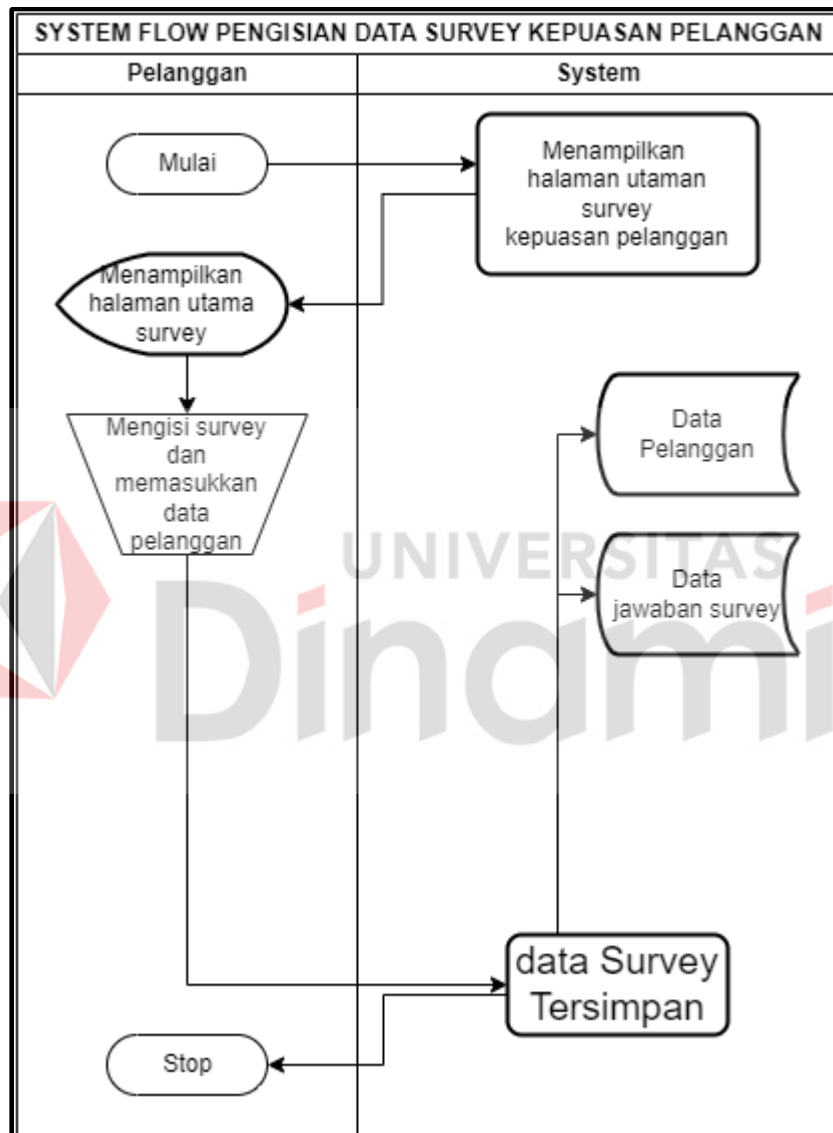 SYSTEM FLOW PENGISIAN DATA SURVEY KEPUASAN PELANGGAN
Pelanggan
System
Mulai
Menampilkan
halaman utaman
survey
kepuasan pelanggan
Menampilkan
halaman utama
survey
Mengisi survey
dan
memasukkan
data
pelanggan
Data
Pelanggan
Data
jawaban survey
UNIVERSITAS
Dinami
data Survey
Tersimpan
Stop